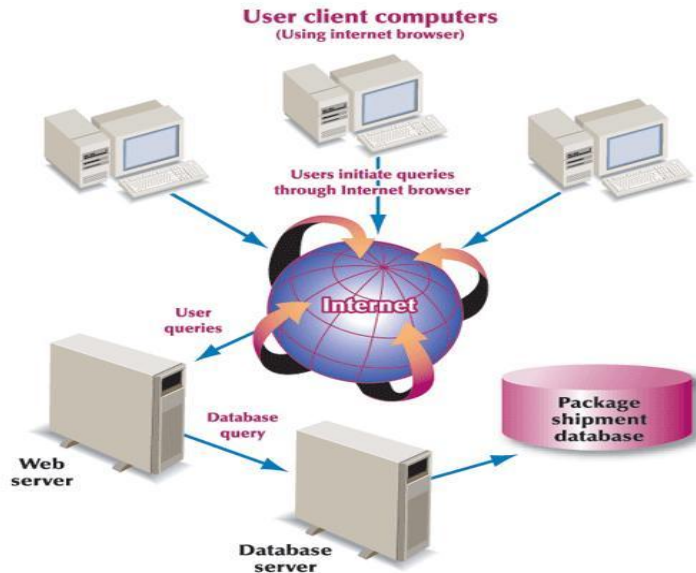 User client computers
(Using internet browser)
Users initiate queries
through Internet browser
Internet
User
queries
Package
shipment
database
Database
query
Web
server
Database
server